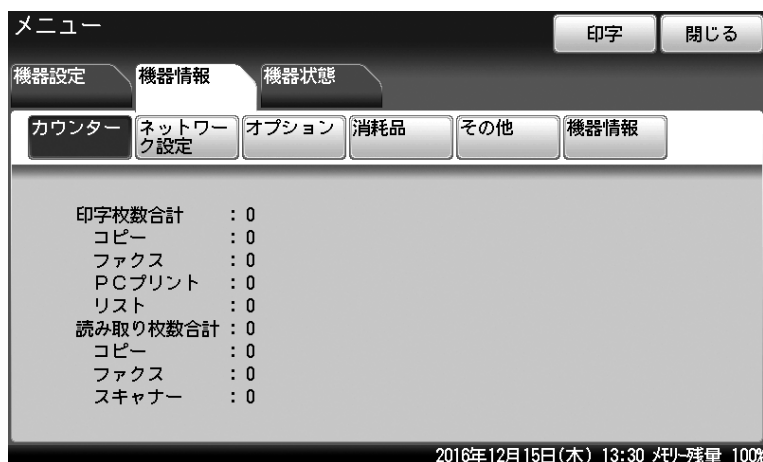 メニュー
印字
閉じる
機器設定
機器情報
機器状態
カウンター
ネットワー
ク設定
オプション
消耗品
その他
機器情報
印字枚数合計 : 0
コピー : 0
ファクス : 0
PCプリント : 0
リスト : 0
読み取り枚数合計 : 0
コピー : 0
ファクス : 0
スキャナー : 0
2016年12月15日(木) 13:30 ﾒﾓﾘｰ残量 100%